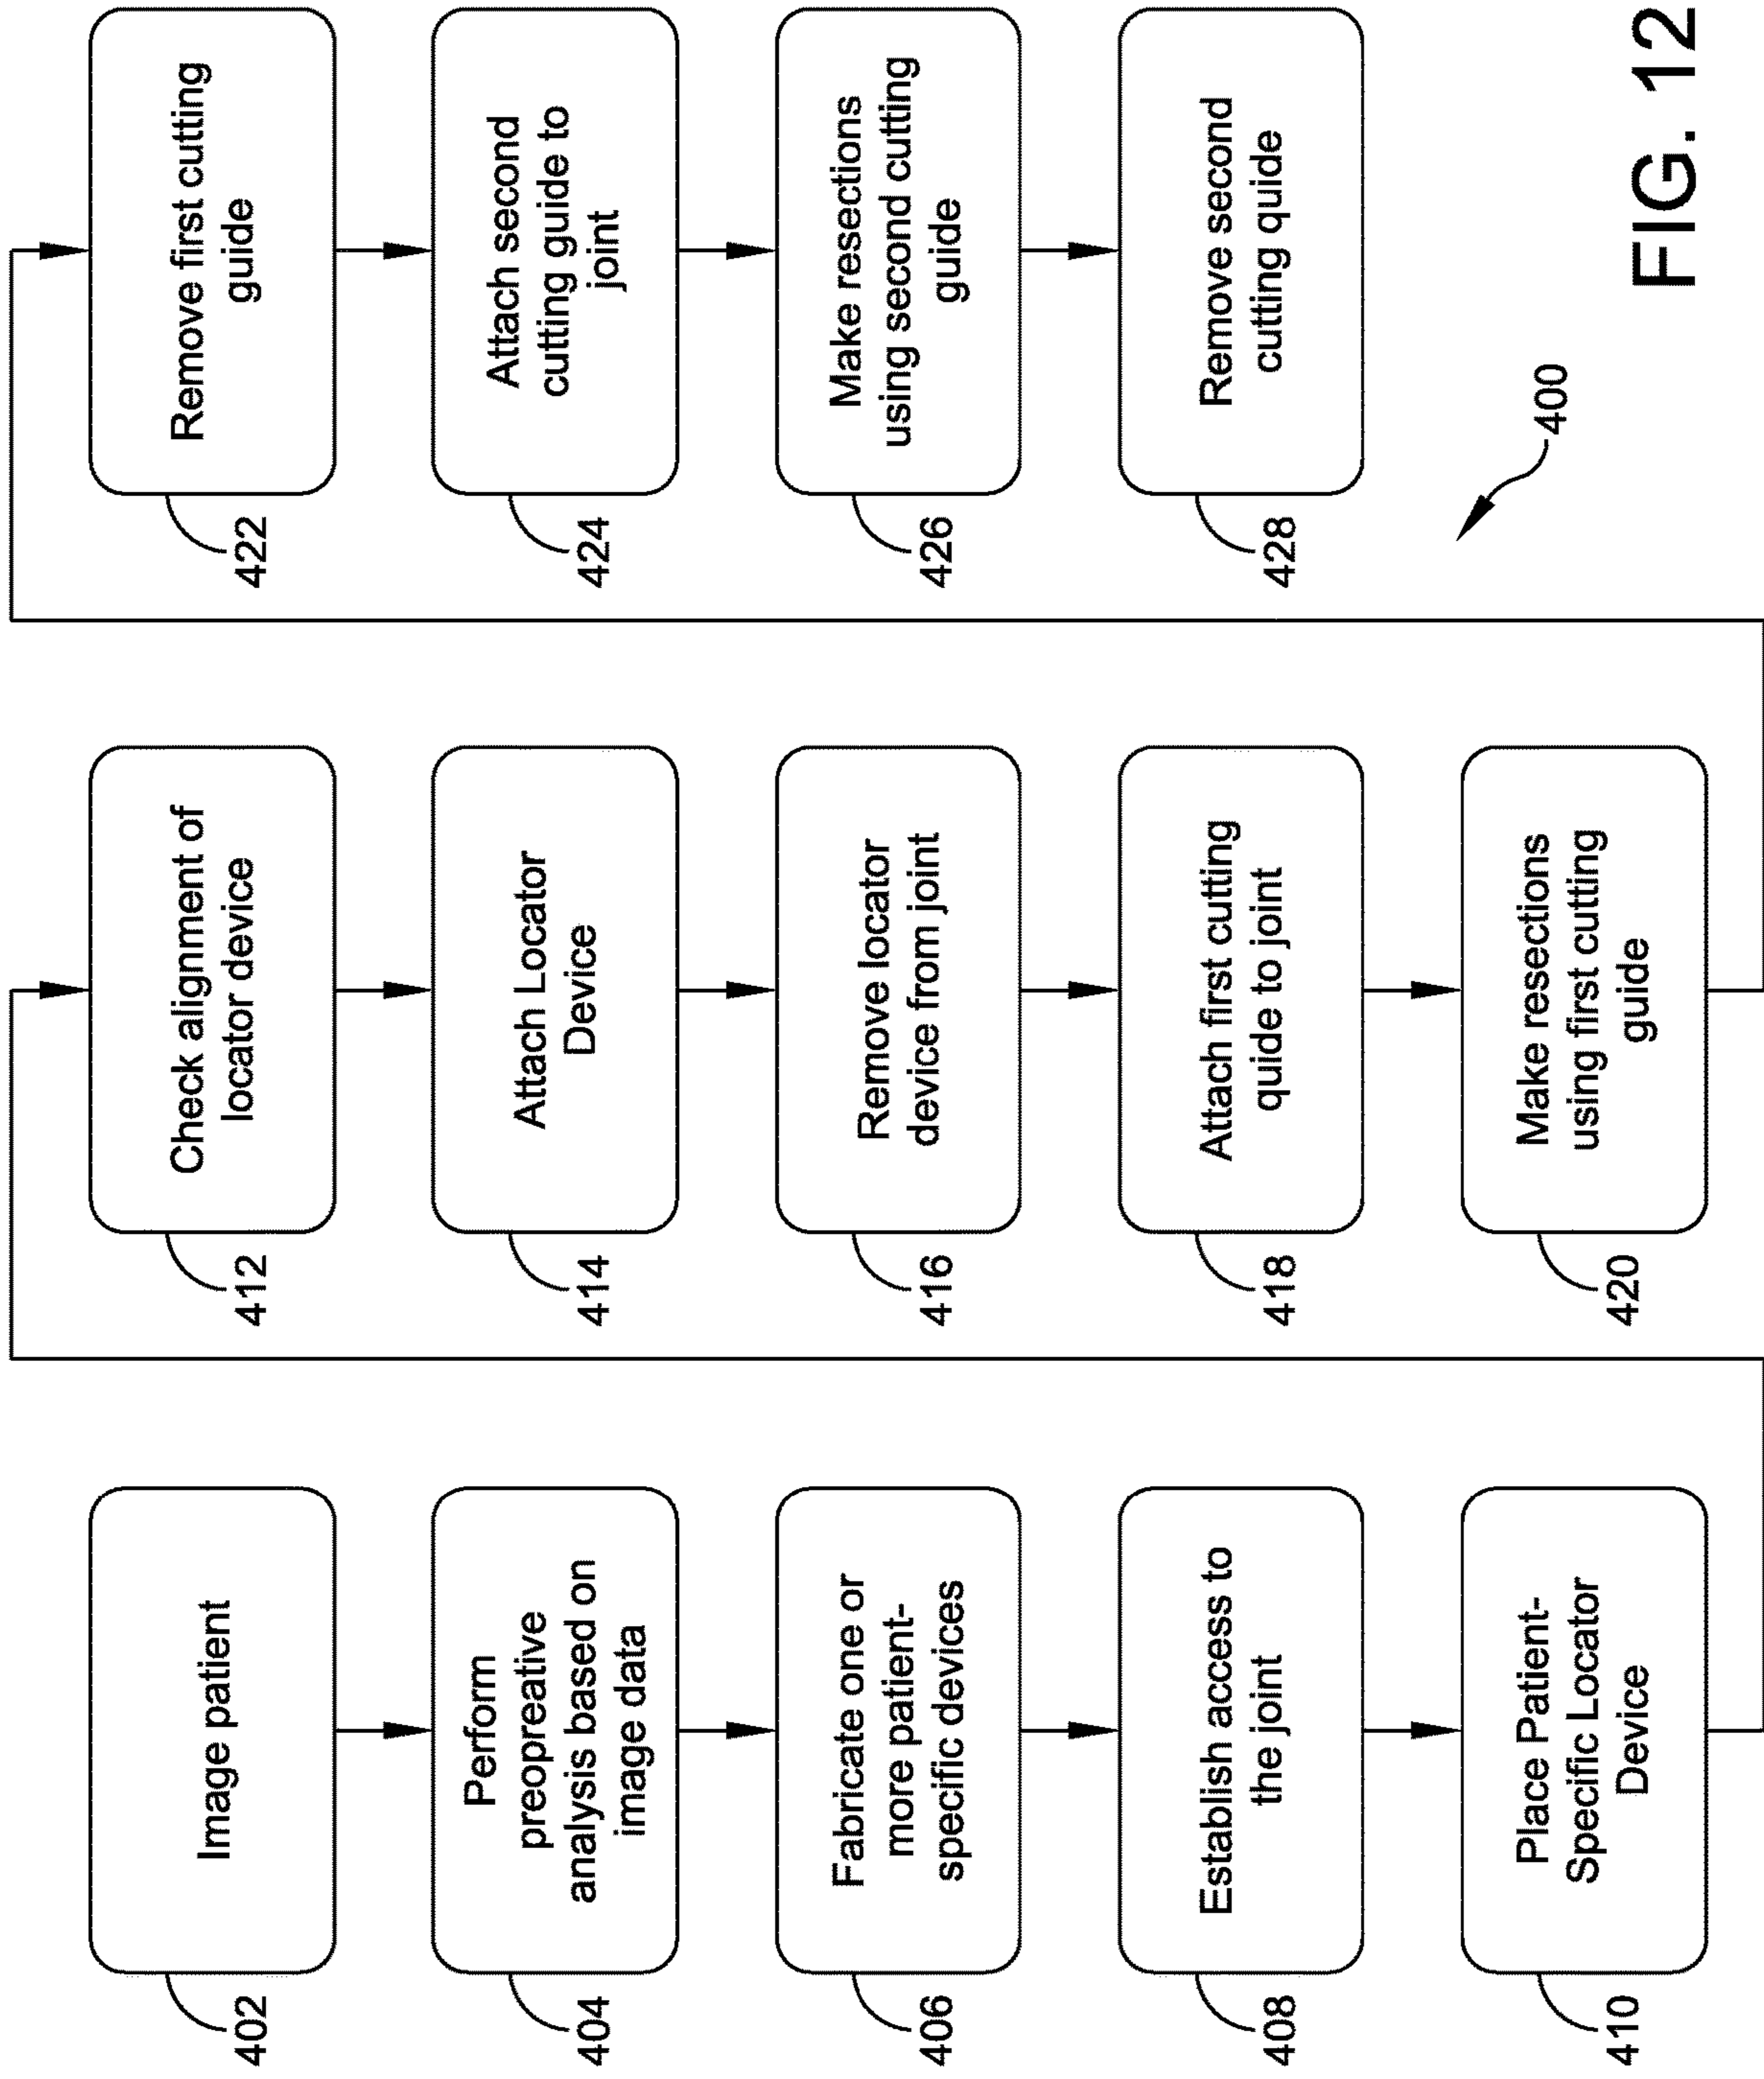 402
Image patient
404
Perform
preopreative
analysis based on
image data
406
Fabricate one or
more patient-
specific devices
408
Establish access to
the joint
410
Place Patient-
Specific Locator
Device
412
Check alignment of
locator device
414
Attach Locator
Device
416
Remove locator
device from joint
418
Attach first cutting
quide to joint
420
Make resections
using first cutting
guide
422
Remove first cutting
guide
424
Attach second
cutting guide to
joint
426
Make resections
using second cutting
guide
428
Remove second
cutting quide
400
FIG. 12